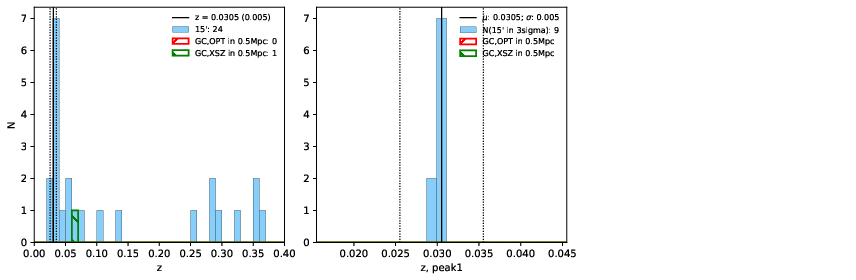 z = 0.0305 (0.005)
15': 24
GC,OPT in 0.5Mpc: 0
GC,XSZ in 0.5Mpc: 1
N
7
6
5
4
3
2
1
0
0.00 0.05 0.10 0.15 0.20 0.25 0.30 0.35 0.40
z
μ: 0.0305; σ: 0.005
N(15' in 3sigma): 9
GC,OPT in 0.5Mpc
GC,XSZ in 0.5Mpc
7
6
5
4
3
2
1
0
0.020 0.025 0.030 0.035 0.040 0.045
z, peak1